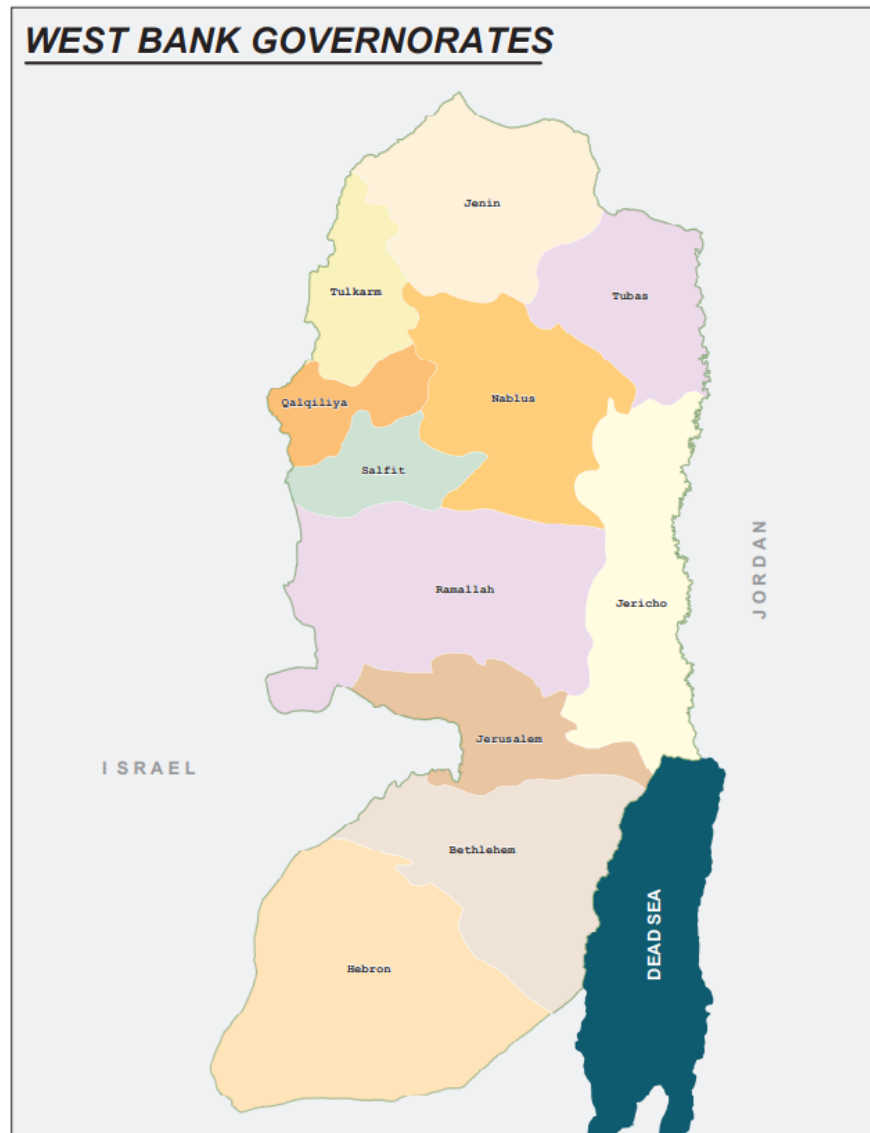 WEST BANK GOVERNORATES
Jenin
Tulkarm
Tubas
Qalqiliya
Nablus
Salfit
Ramallah
Jericho
JORDAN
Jerusalem
ISRAEL
Bethlehem
DEAD SEA
Hebron